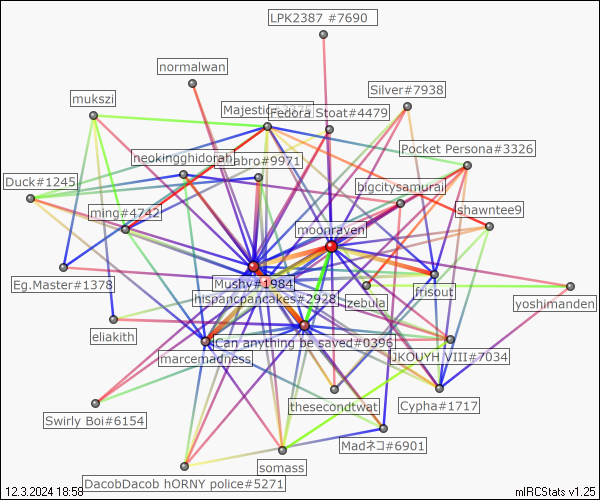 LPK2387 #7690
normalwan
Silver#7938
mukszi
Fedora Stoat#4479
Pocket Persona#3326
neokingghidorah
abro#9971
Duck#1245
bigcitysamurai
ming#4742
shawntee9
moonraven
Eg.Master#1378
Mushy#1984
frisout
hispancpancakes#2928
zebula
yoshimanden
eliakith
Can anything be saved#0396
marcemadness
JKOUYH VIII#7034
thesecondtwat
Cypha#1717
Swirly Boi#6154
Madネコ#6901
somass
DacobDacob hORNY police#5271
12.3.2024 18:58
mIRCStats v1.25